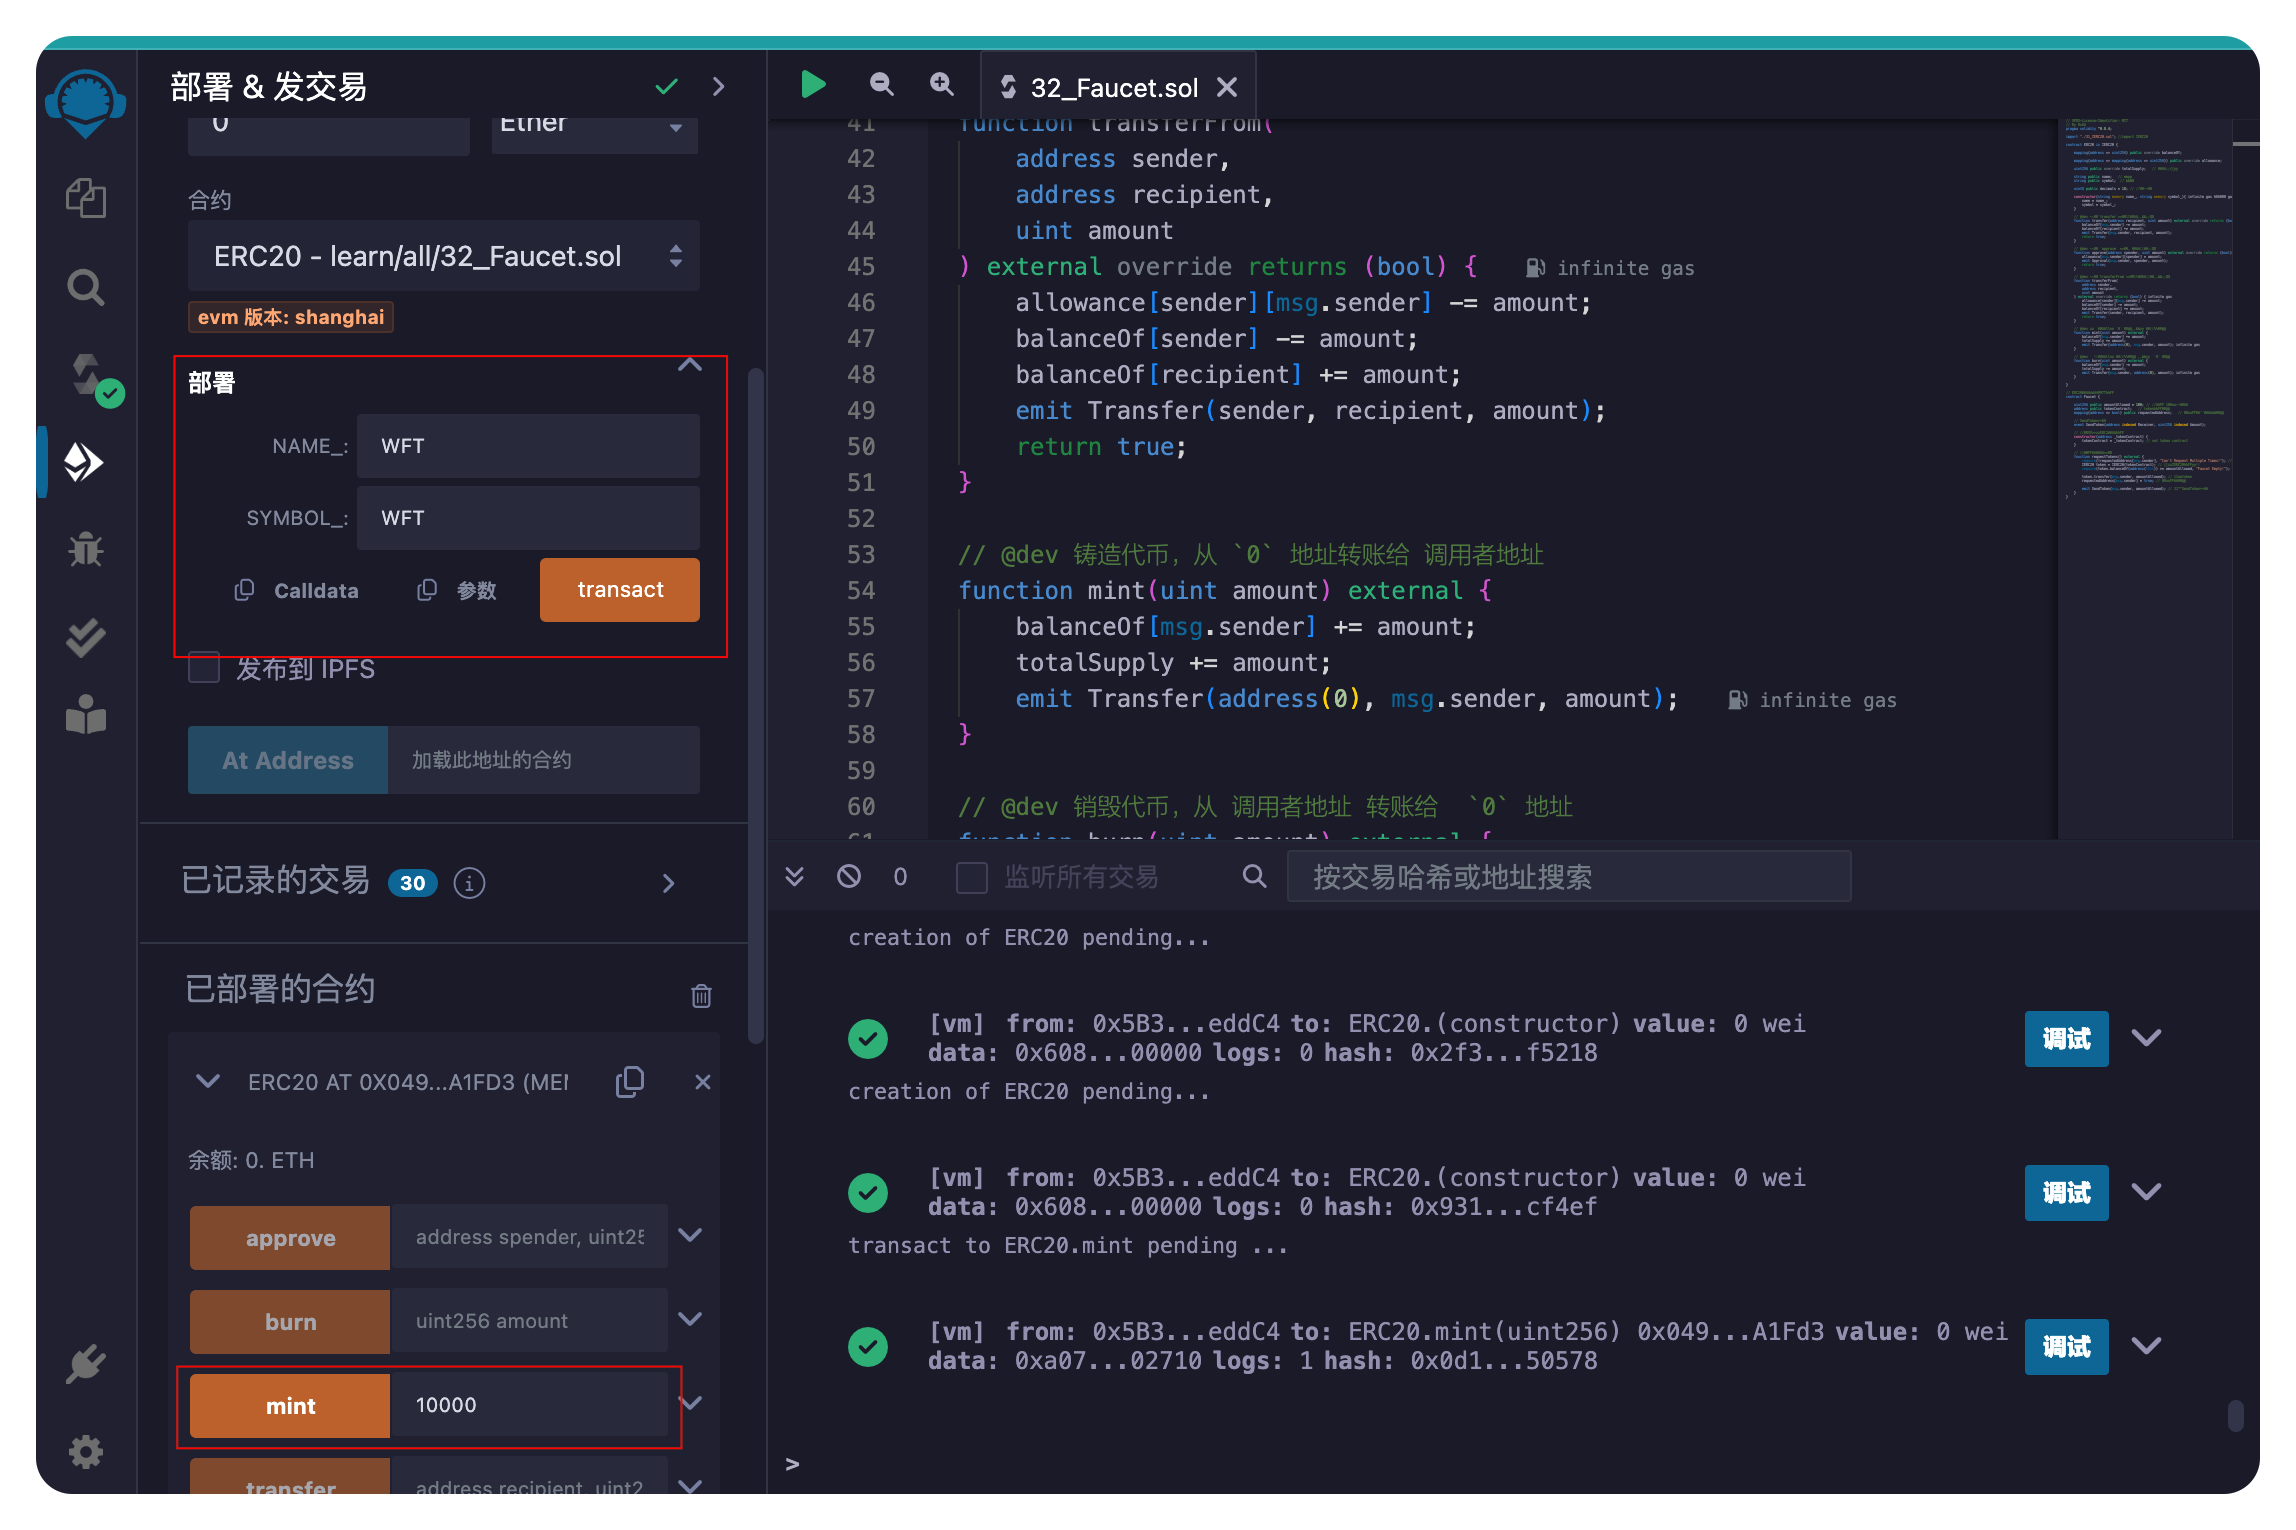 部署 & 发交易
0
Ether
合约
ERC20 - learn/all/32_Faucet.sol
evm 版本: shanghai
部署
NAME_: WFT
SYMBOL_: WFT
Calldata 参数 transact
发布到 IPFS
At Address 加载此地址的合约
已记录的交易 30 i
已部署的合约
ERC20 AT 0X049...A1FD3 (MEM
余额: 0. ETH
approve address spender, uint25
burn uint256 amount
mint 10000
transfer address recipient, uint2
32_Faucet.sol
41 function transferFrom(
42 address sender,
43 address recipient,
44 uint amount
45 ) external override returns (bool) { infinite gas
46 allowance[sender][msg.sender] -= amount;
47 balanceOf[sender] -= amount;
48 balanceOf[recipient] += amount;
49 emit Transfer(sender, recipient, amount);
50 return true;
51 }
52
53 // @dev 铸造代币，从 `0` 地址转账给 调用者地址
54 function mint(uint amount) external {
55 balanceOf[msg.sender] += amount;
56 totalSupply += amount;
57 emit Transfer(address(0), msg.sender, amount); infinite gas
58 }
59
60 // @dev 销毁代币，从 调用者地址 转账给 `0` 地址
61 function burn(uint amount) external {
0 监听所有交易 按交易哈希或地址搜索
creation of ERC20 pending...
[vm] from: 0x5B3...eddC4 to: ERC20.(constructor) value: 0 wei
data: 0x608...00000 logs: 0 hash: 0x2f3...f5218
调试
creation of ERC20 pending...
[vm] from: 0x5B3...eddC4 to: ERC20.(constructor) value: 0 wei
data: 0x608...00000 logs: 0 hash: 0x931...cf4ef
调试
transact to ERC20.mint pending ...
[vm] from: 0x5B3...eddC4 to: ERC20.mint(uint256) 0x049...A1Fd3 value: 0 wei
data: 0xa07...02710 logs: 1 hash: 0x0d1...50578
调试
>